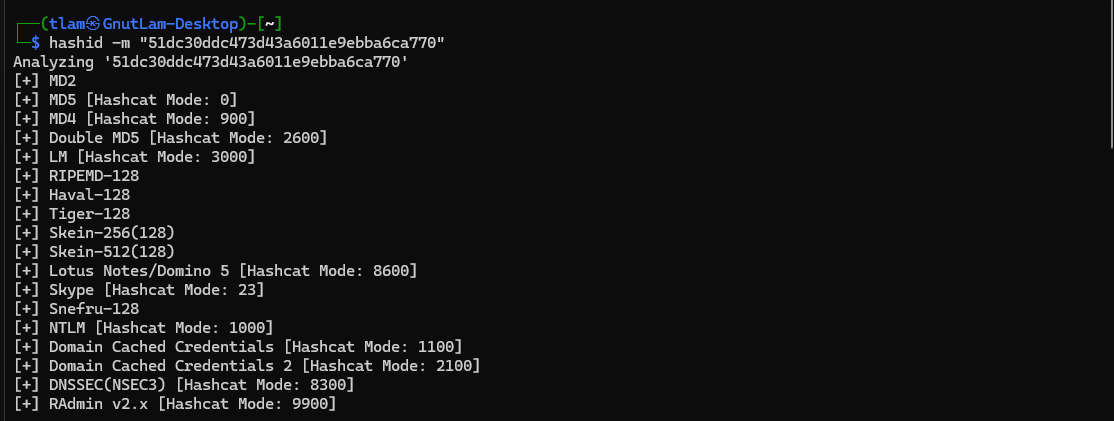 ┌──(tlam㉿GnutLam-Desktop)-[~]
└─$ hashid -m "51dc30ddc473d43a6011e9ebba6ca770"
Analyzing '51dc30ddc473d43a6011e9ebba6ca770'
[+] MD2
[+] MD5 [Hashcat Mode: 0]
[+] MD4 [Hashcat Mode: 900]
[+] Double MD5 [Hashcat Mode: 2600]
[+] LM [Hashcat Mode: 3000]
[+] RIPEMD-128
[+] Haval-128
[+] Tiger-128
[+] Skein-256(128)
[+] Skein-512(128)
[+] Lotus Notes/Domino 5 [Hashcat Mode: 8600]
[+] Skype [Hashcat Mode: 23]
[+] Snefru-128
[+] NTLM [Hashcat Mode: 1000]
[+] Domain Cached Credentials [Hashcat Mode: 1100]
[+] Domain Cached Credentials 2 [Hashcat Mode: 2100]
[+] DNSSEC(NSEC3) [Hashcat Mode: 8300]
[+] RAdmin v2.x [Hashcat Mode: 9900]